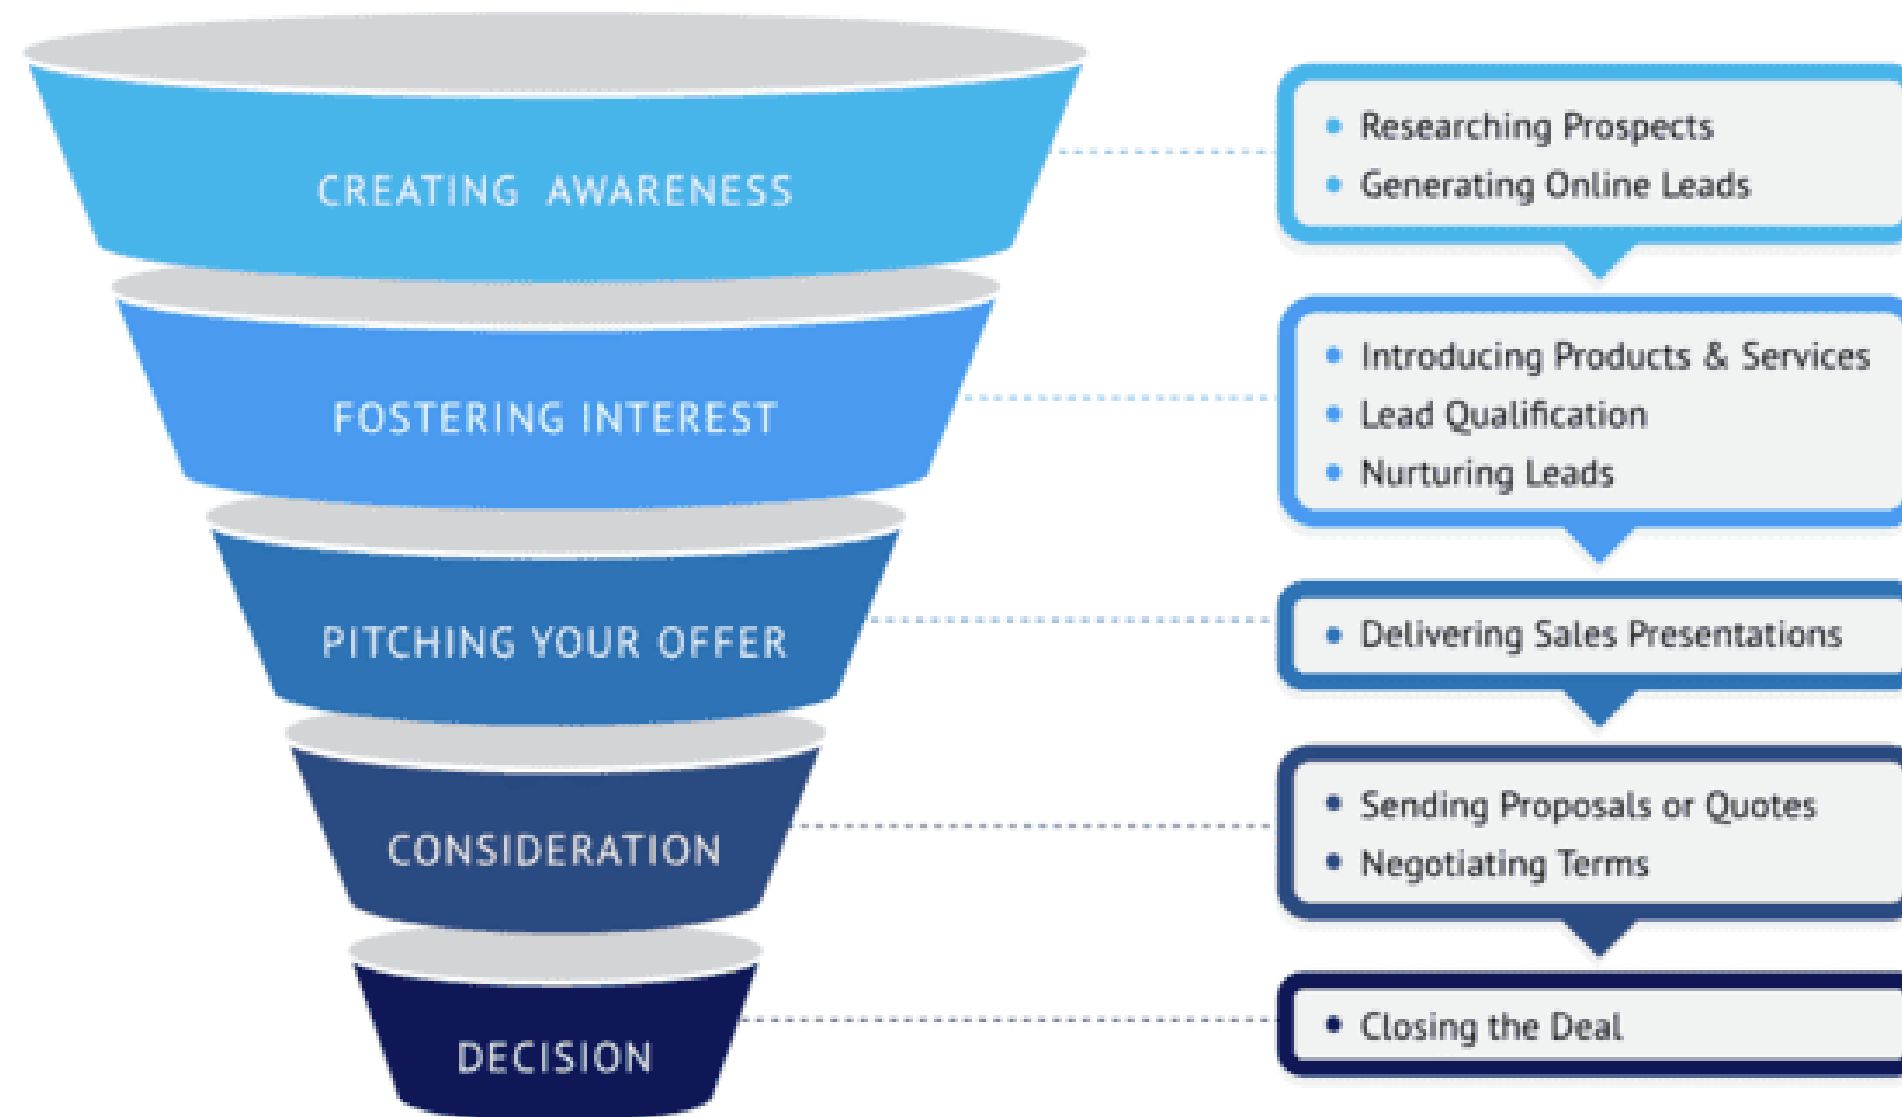 CREATING AWARENESS
• Researching Prospects
• Generating Online Leads
FOSTERING INTEREST
• Introducing Products & Services
• Lead Qualification
• Nurturing Leads
PITCHING YOUR OFFER
• Delivering Sales Presentations
CONSIDERATION
• Sending Proposals or Quotes
• Negotiating Terms
DECISION
• Closing the Deal